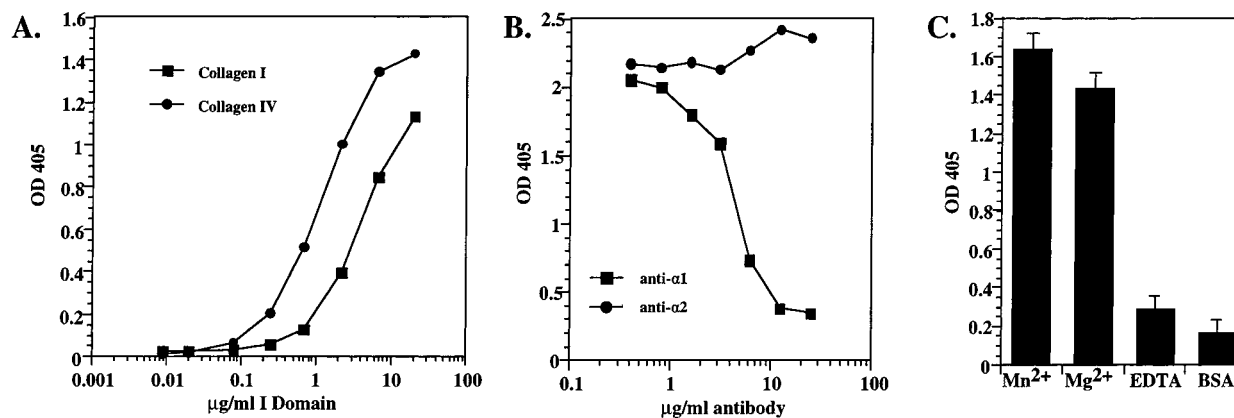 A.
1.6
1.4
1.2
1
0.8
0.6
0.4
0.2
0
OD 405
Collagen I
Collagen IV
0.001 0.01 0.1 1 10 100
µg/ml I Domain
B.
2.5
2
1.5
1
0.5
0
OD 405
anti-α1
anti-α2
0.1 1 10 100
µg/ml antibody
C.
1.8
1.6
1.4
1.2
1
0.8
0.6
0.4
0.2
0
OD 405
Mn2+ Mg2+ EDTA BSA